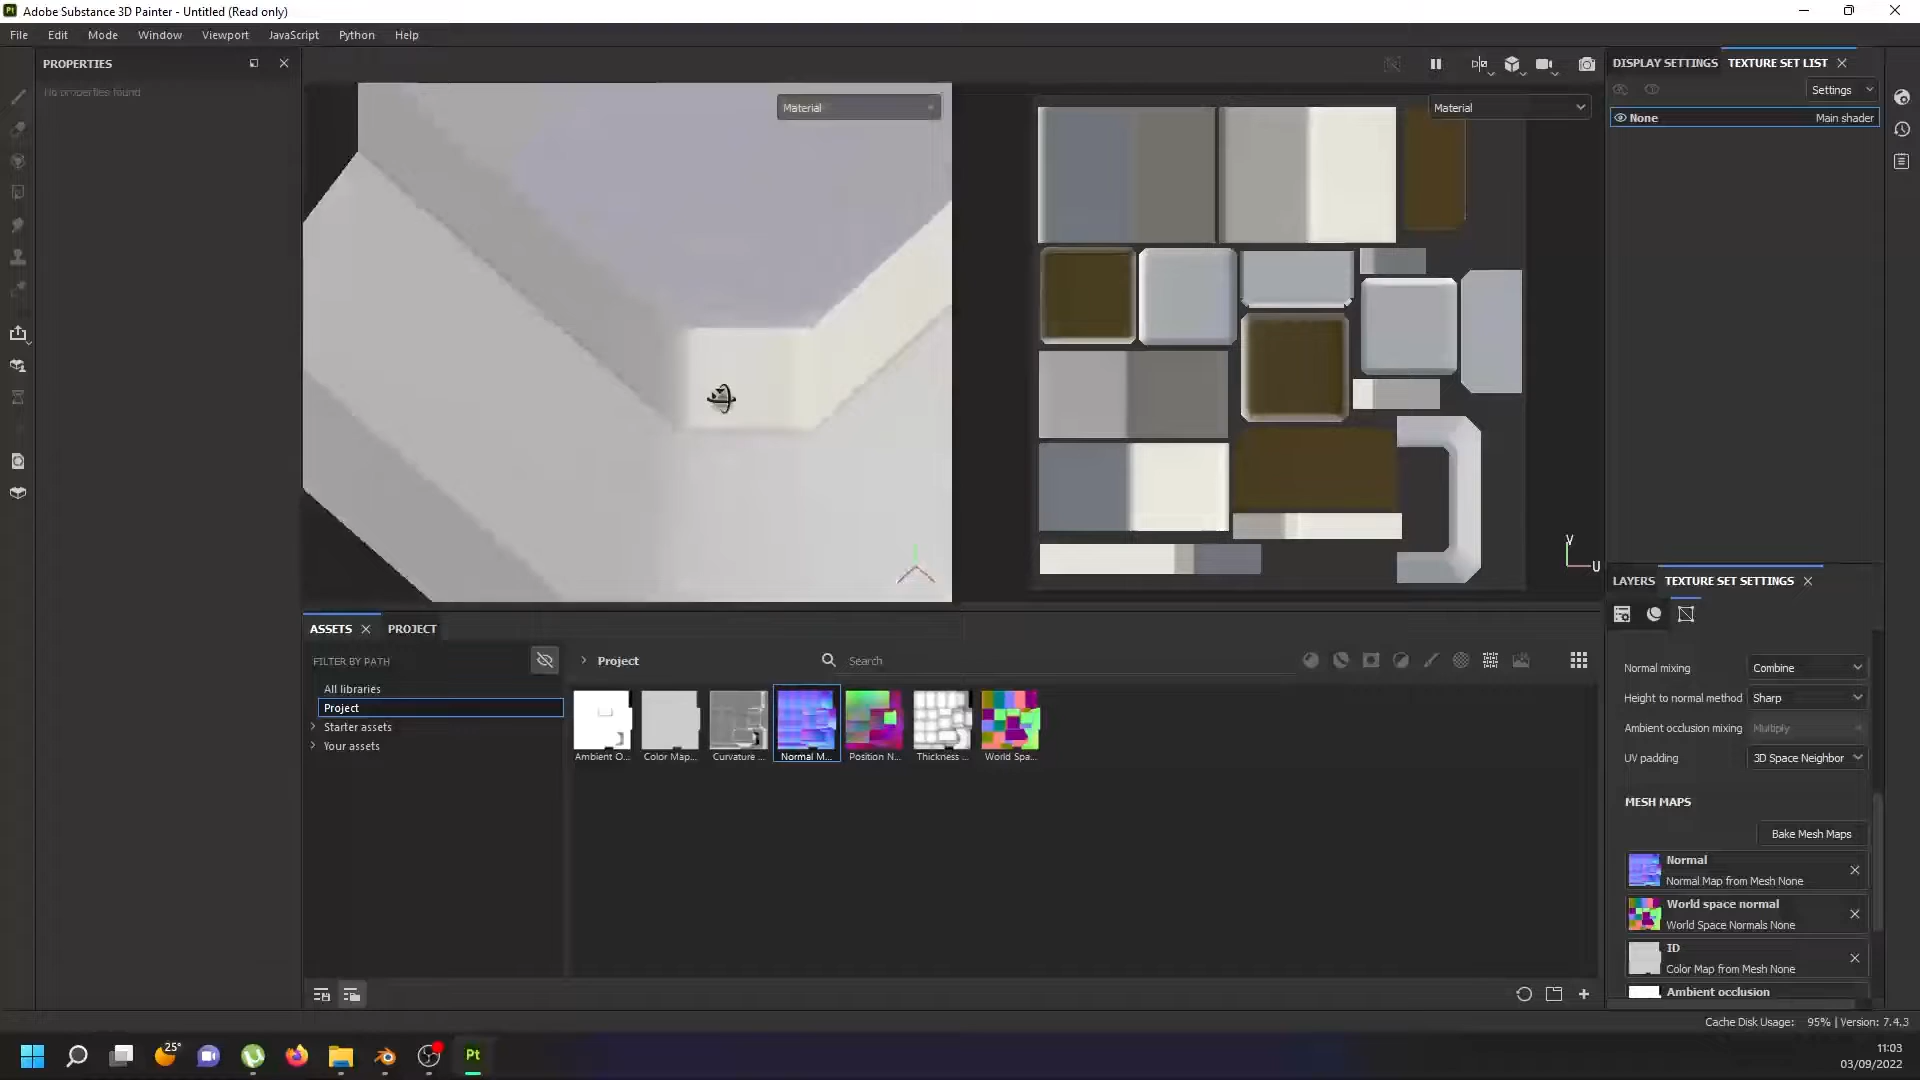 Adobe Substance 3D Painter - Untitled (Read only)
File Edit Mode Window Viewport JavaScript Python Help
PROPERTIES
No properties found
Material
Material
V
U
DISPLAY SETTINGS TEXTURE SET LIST
Settings
None Main shader
LAYERS TEXTURE SET SETTINGS
Normal mixing Combine
Height to normal method Sharp
Ambient occlusion mixing Multiply
UV padding 3D Space Neighbor
MESH MAPS
Bake Mesh Maps
Normal
Normal Map from Mesh None
World space normal
World Space Normals None
ID
Color Map from Mesh None
Ambient occlusion
ASSETS PROJECT
FILTER BY PATH
All libraries
Project
Starter assets
Your assets
Project
Search
Ambient O... Color Map... Curvature ... Normal M... Position N... Thickness ... World Spa...
Cache Disk Usage: 95% | Version: 7.4.3
25°
Pt
11:03
03/09/2022